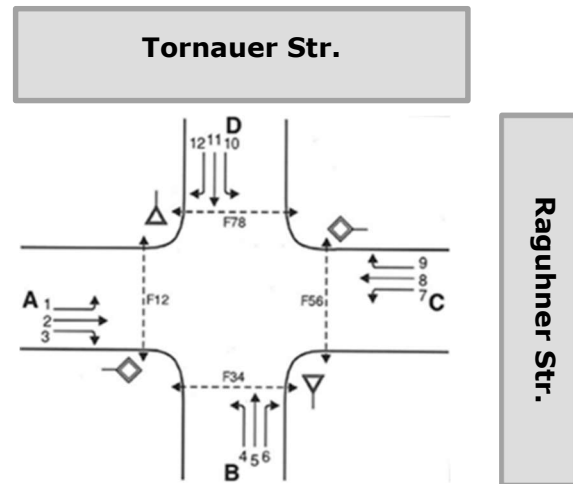 Tornauer Str.
D
12 11 10
F78
A
1
2
3
F12
F56
9
8
7
C
F34
4 5 6
B
Raguhner Str.